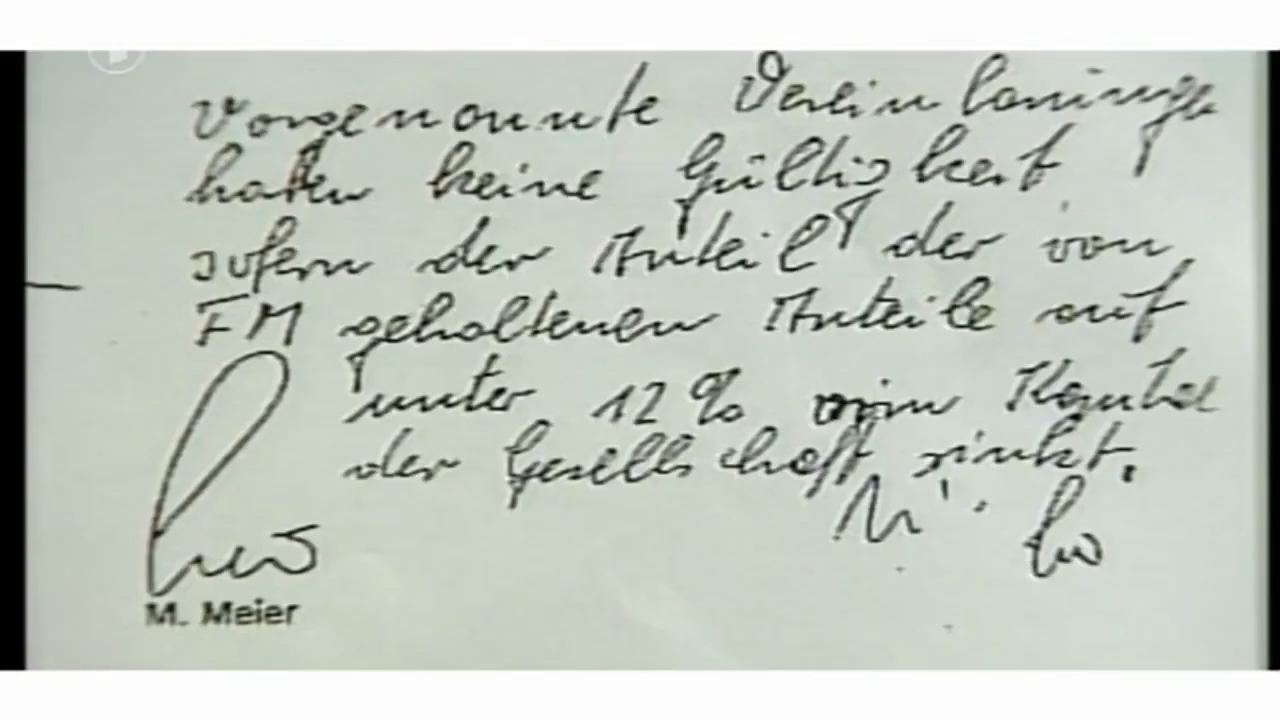 vorgenannte Vereinbarungen
haben keine Gültigkeit
sofern der Anteil der von
FM gehaltenen Anteile auf
unter 12% vom Kapital
der Gesellschaft sinkt.
M. Meier